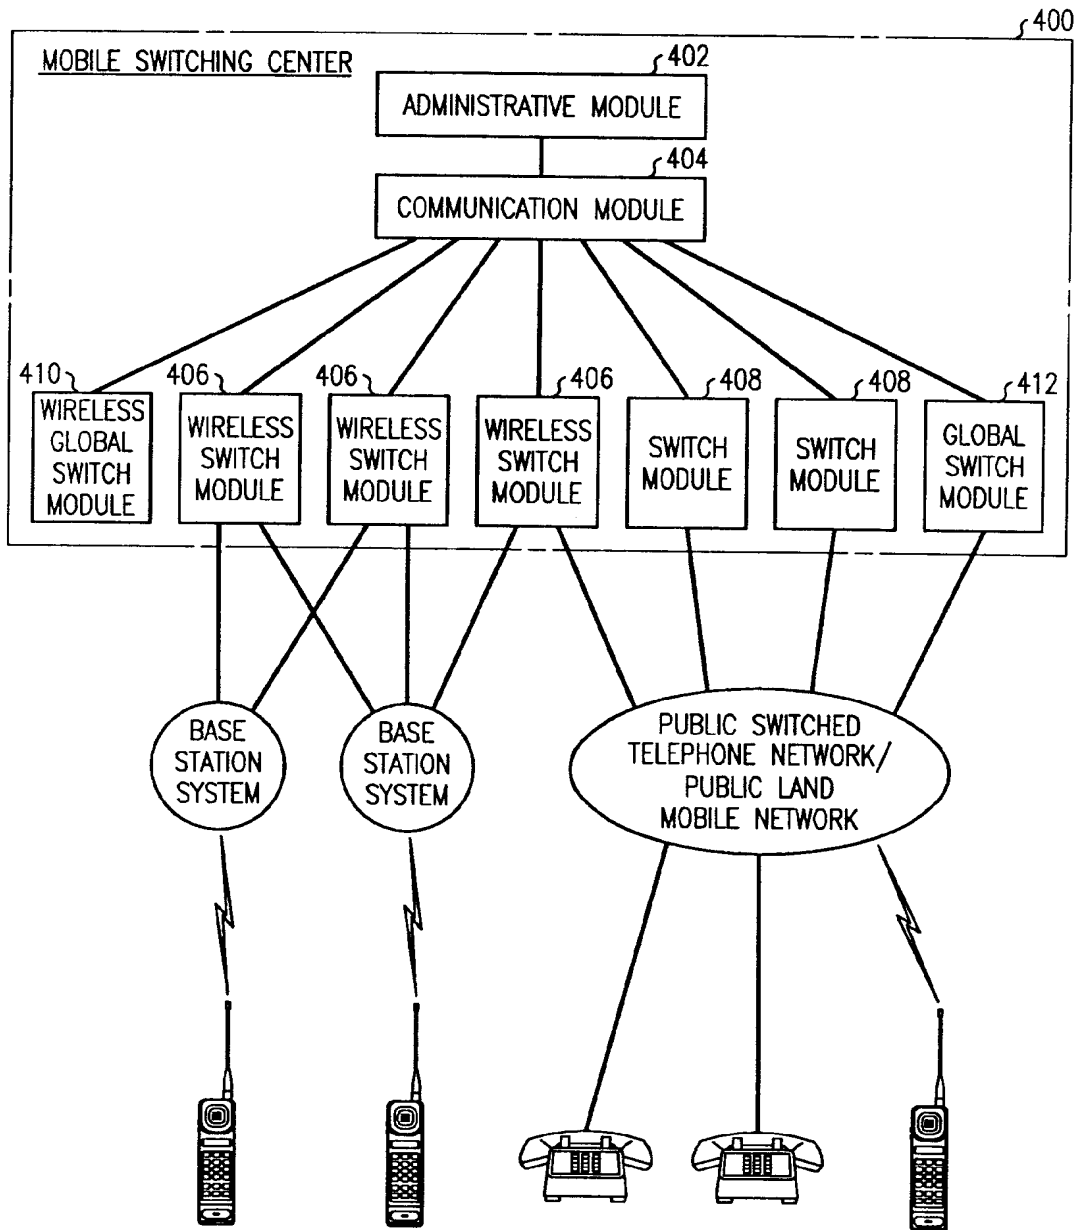 400
MOBILE SWITCHING CENTER
402
ADMINISTRATIVE MODULE
404
COMMUNICATION MODULE
410
WIRELESS
GLOBAL
SWITCH
MODULE
406
WIRELESS
SWITCH
MODULE
406
WIRELESS
SWITCH
MODULE
406
WIRELESS
SWITCH
MODULE
408
SWITCH
MODULE
408
SWITCH
MODULE
412
GLOBAL
SWITCH
MODULE
BASE
STATION
SYSTEM
BASE
STATION
SYSTEM
PUBLIC SWITCHED
TELEPHONE NETWORK/
PUBLIC LAND
MOBILE NETWORK